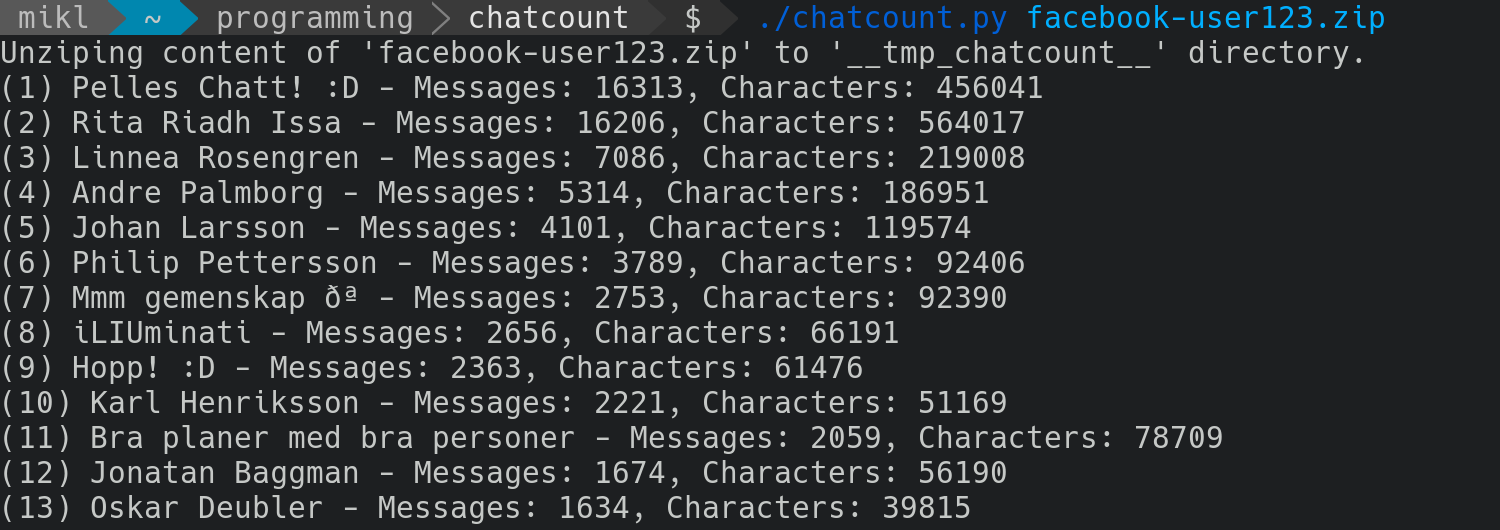 mikl ~ programming chatcount $ ./chatcount.py facebook-user123.zip
Unziping content of 'facebook-user123.zip' to '__tmp_chatcount__' directory.
(1) Pelles Chatt! :D - Messages: 16313, Characters: 456041
(2) Rita Riadh Issa - Messages: 16206, Characters: 564017
(3) Linnea Rosengren - Messages: 7086, Characters: 219008
(4) Andre Palmborg - Messages: 5314, Characters: 186951
(5) Johan Larsson - Messages: 4101, Characters: 119574
(6) Philip Pettersson - Messages: 3789, Characters: 92406
(7) Mmm gemenskap ðª - Messages: 2753, Characters: 92390
(8) iLIUminati - Messages: 2656, Characters: 66191
(9) Hopp! :D - Messages: 2363, Characters: 61476
(10) Karl Henriksson - Messages: 2221, Characters: 51169
(11) Bra planer med bra personer - Messages: 2059, Characters: 78709
(12) Jonatan Baggman - Messages: 1674, Characters: 56190
(13) Oskar Deubler - Messages: 1634, Characters: 39815